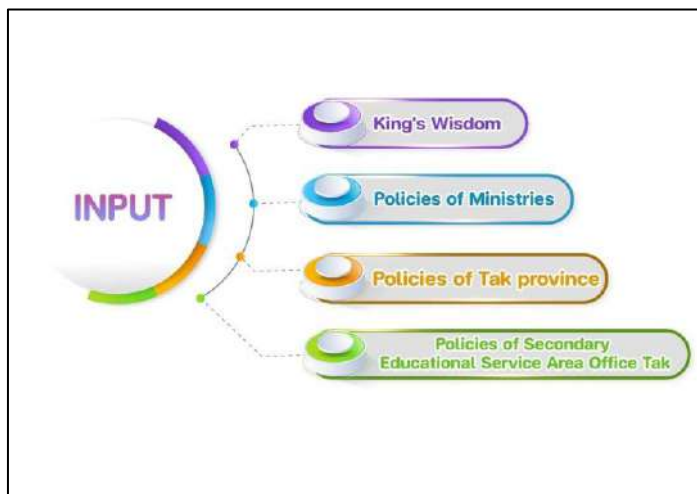 INPUT
King's Wisdom
Policies of Ministries
Policies of Tak province
Policies of Secondary
Educational Service Area Office Tak